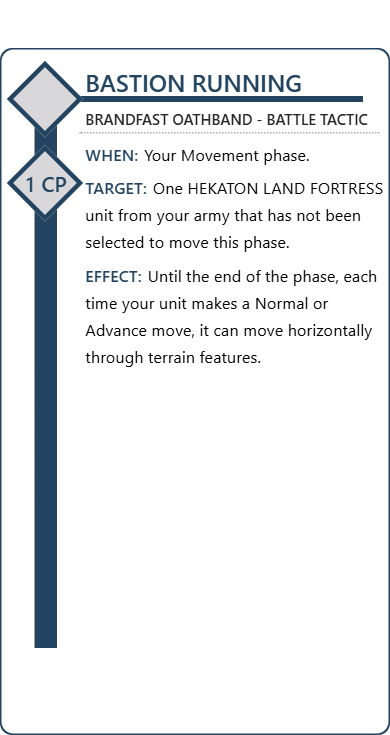 BASTION RUNNING
BRANDFAST OATHBAND - BATTLE TACTIC
WHEN: Your Movement phase.
1 CP
TARGET: One HEKATON LAND FORTRESS
unit from your army that has not been
selected to move this phase.
EFFECT: Until the end of the phase, each
time your unit makes a Normal or
Advance move, it can move horizontally
through terrain features.